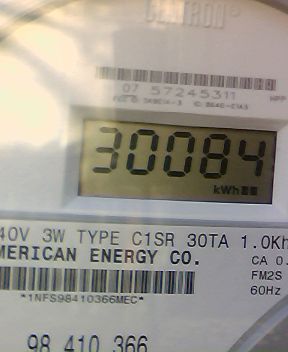 CENTRON®
07 57245311
30084
kWh
40V 3W TYPE C1SR 30TA 1.0Kh
MERICAN ENERGY CO.
CA 0.
FM2S
*1NFS98410366MEC*
60Hz
98 410 366